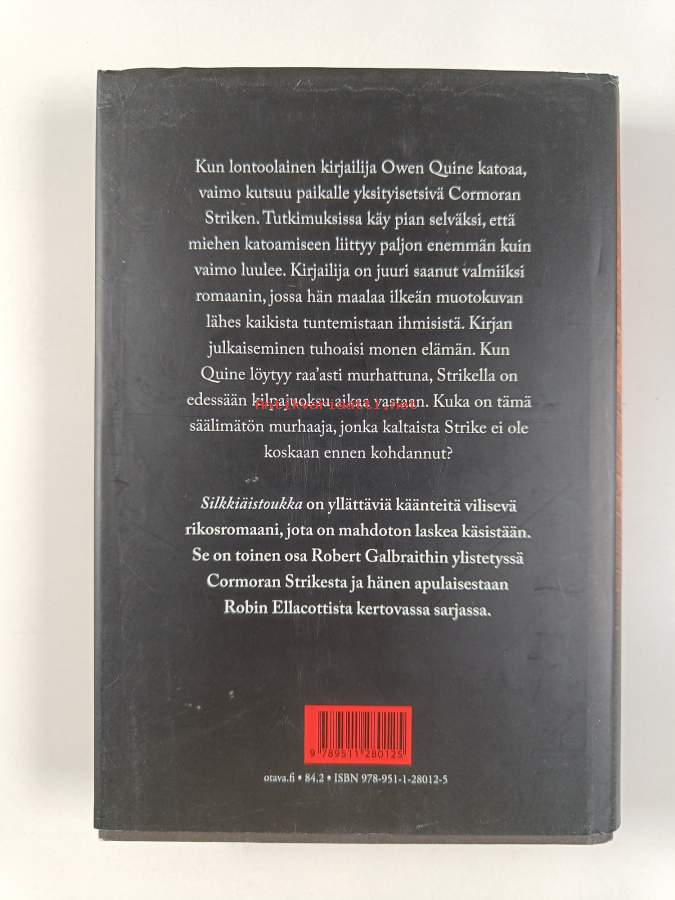 Kun lontoolainen kirjailija Owen Quine katoaa,
vaimo kutsuu paikalle yksityisetsivä Cormoran
Striken. Tutkimuksissa käy pian selväksi, että
miehen katoamiseen liittyy paljon enemmän kuin
vaimo luulee. Kirjailija on juuri saanut valmiiksi
romaanin, jossa hän maalaa ilkeän muotokuvan
lähes kaikista tuntemistaan ihmisistä. Kirjan
julkaiseminen tuhoaisi monen elämän. Kun
Quine löytyy raa'asti murhattuna, Strikella on
edessään kilpajuoksu aikaa vastaan. Kuka on tämä
säälimätön murhaaja, jonka kaltaista Strike ei ole
koskaan ennen kohdannut?
Silkkiäistoukka on yllättäviä käänteitä vilisevä
rikosromaani, jota on mahdoton laskea käsistään.
Se on toinen osa Robert Galbraithin ylistetyssä
Cormoran Strikesta ja hänen apulaisestaan
Robin Ellacottista kertovassa sarjassa.
9 789511 280125
otava.fi • 84.2 • ISBN 978-951-1-28012-5